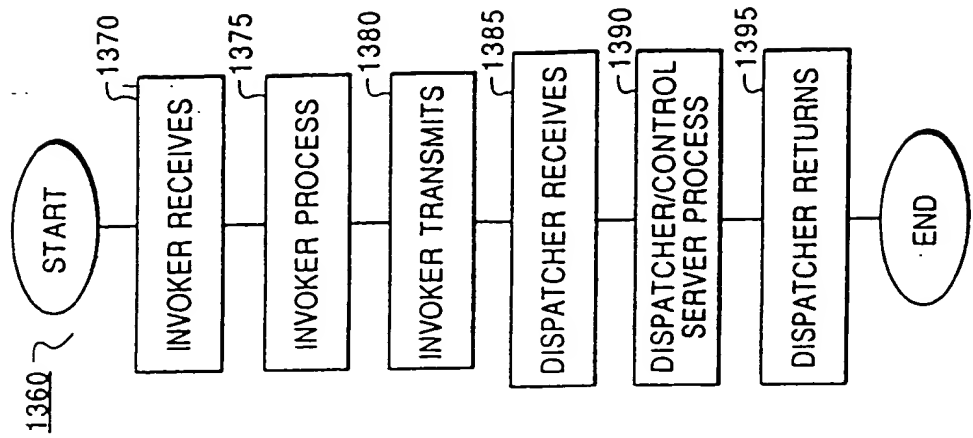 1360
START
1370
INVOKER RECEIVES
1375
INVOKER PROCESS
1380
INVOKER TRANSMITS
1385
DISPATCHER RECEIVES
1390
DISPATCHER/CONTROL
SERVER PROCESS
1395
DISPATCHER RETURNS
END